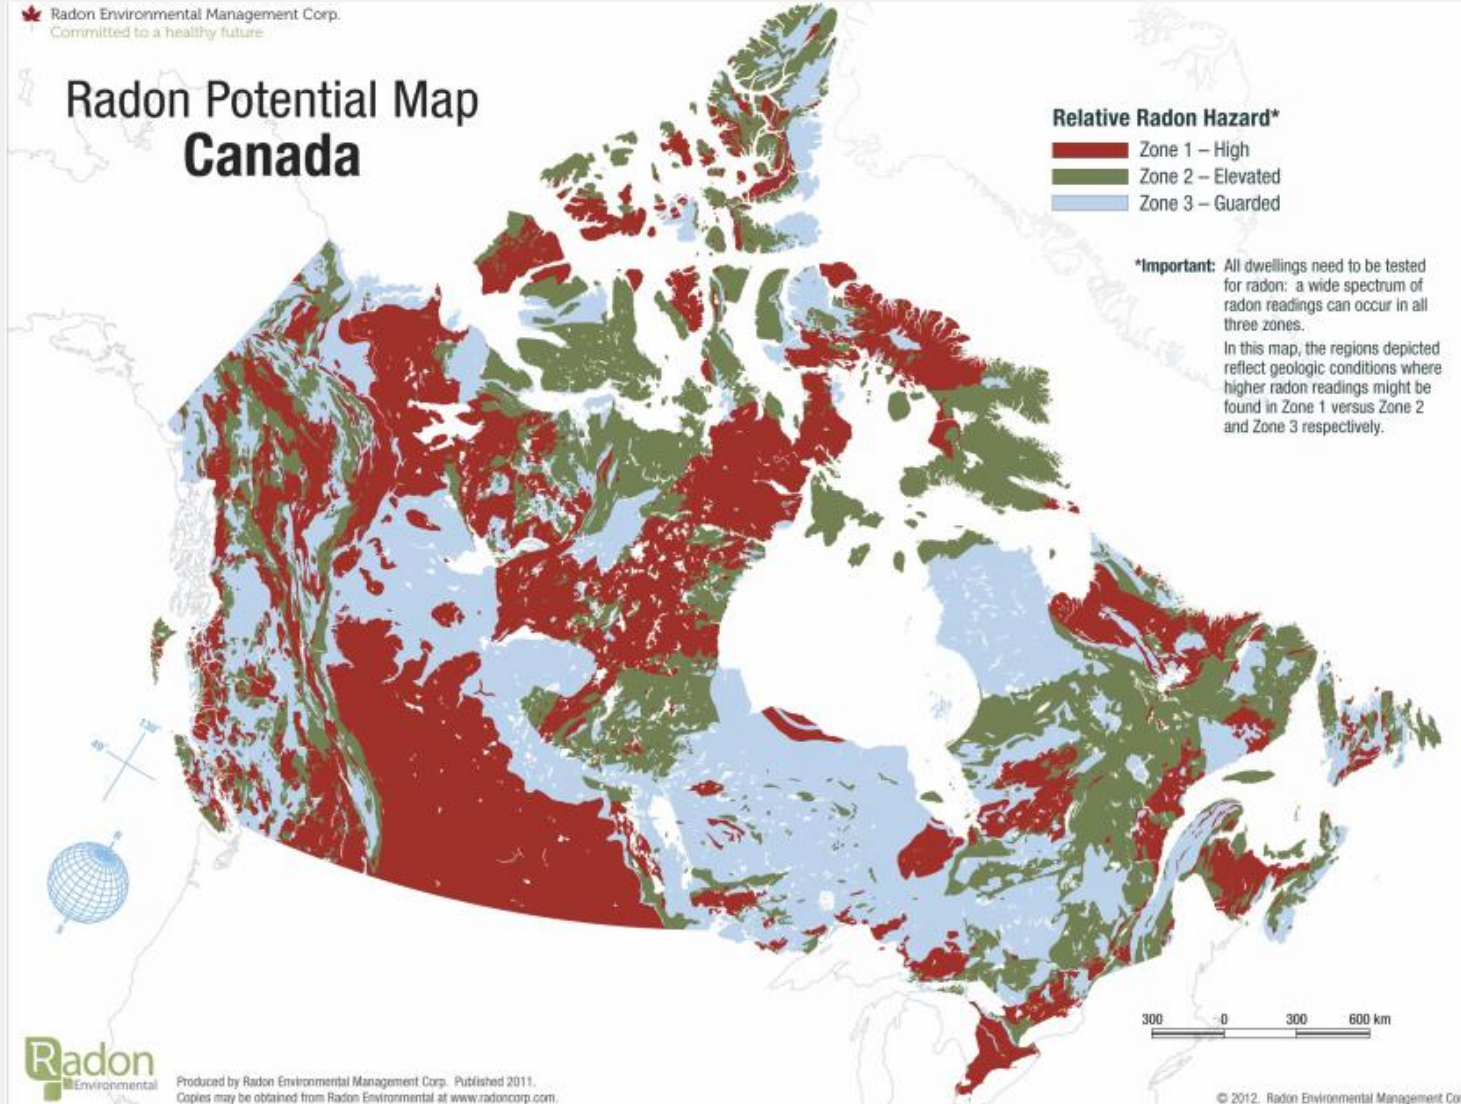 Radon Environmental Management Corp.
Committed to a healthy future
Radon Potential Map
Canada
Relative Radon Hazard*
Zone 1 – High
Zone 2 – Elevated
Zone 3 – Guarded
*Important: All dwellings need to be tested
for radon: a wide spectrum of
radon readings can occur in all
three zones.
In this map, the regions depicted
reflect geologic conditions where
higher radon readings might be
found in Zone 1 versus Zone 2
and Zone 3 respectively.
49°
N
300 0 300 600 km
Radon
Environmental
Produced by Radon Environmental Management Corp. Published 2011.
Copies may be obtained from Radon Environmental at www.radoncorp.com.
© 2012. Radon Environmental Management Cor